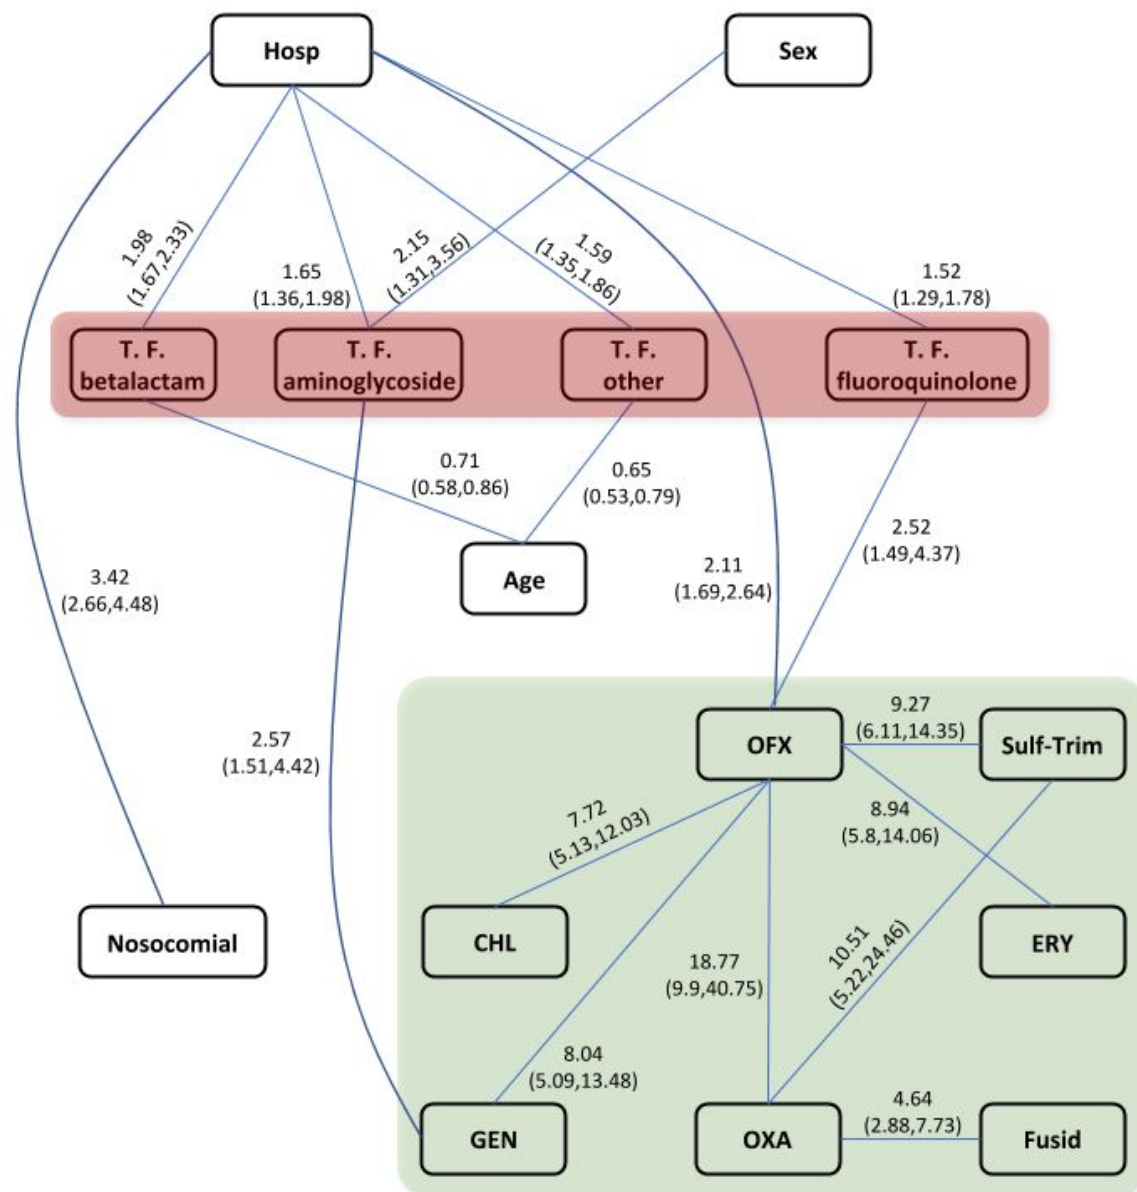 Hosp
Sex
1.98
(1.67,2.33)
1.65
(1.36,1.98)
2.15
(1.31,3.56)
1.59
(1.35,1.86)
1.52
(1.29,1.78)
T. F.
betalactam
T. F.
aminoglycoside
T. F.
other
T. F.
fluoroquinolone
0.71
(0.58,0.86)
0.65
(0.53,0.79)
2.52
(1.49,4.37)
Age
2.11
(1.69,2.64)
3.42
(2.66,4.48)
2.57
(1.51,4.42)
OFX
9.27
(6.11,14.35)
Sulf-Trim
7.72
(5.13,12.03)
8.94
(5.8,14.06)
Nosocomial
CHL
ERY
18.77
(9.9,40.75)
10.51
(5.22,24.46)
8.04
(5.09,13.48)
GEN
OXA
4.64
(2.88,7.73)
Fusid